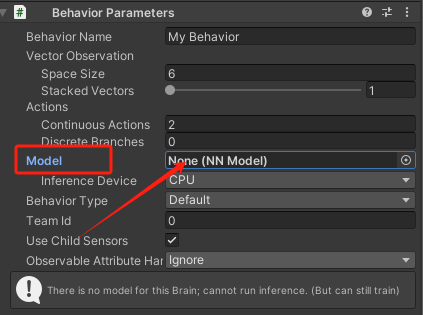 Behavior Parameters
Behavior Name My Behavior
Vector Observation
Space Size 6
Stacked Vectors 1
Actions
Continuous Actions 2
Discrete Branches 0
Model None (NN Model)
Inference Device CPU
Behavior Type Default
Team Id 0
Use Child Sensors
Observable Attribute Har Ignore
There is no model for this Brain; cannot run inference. (But can still train)